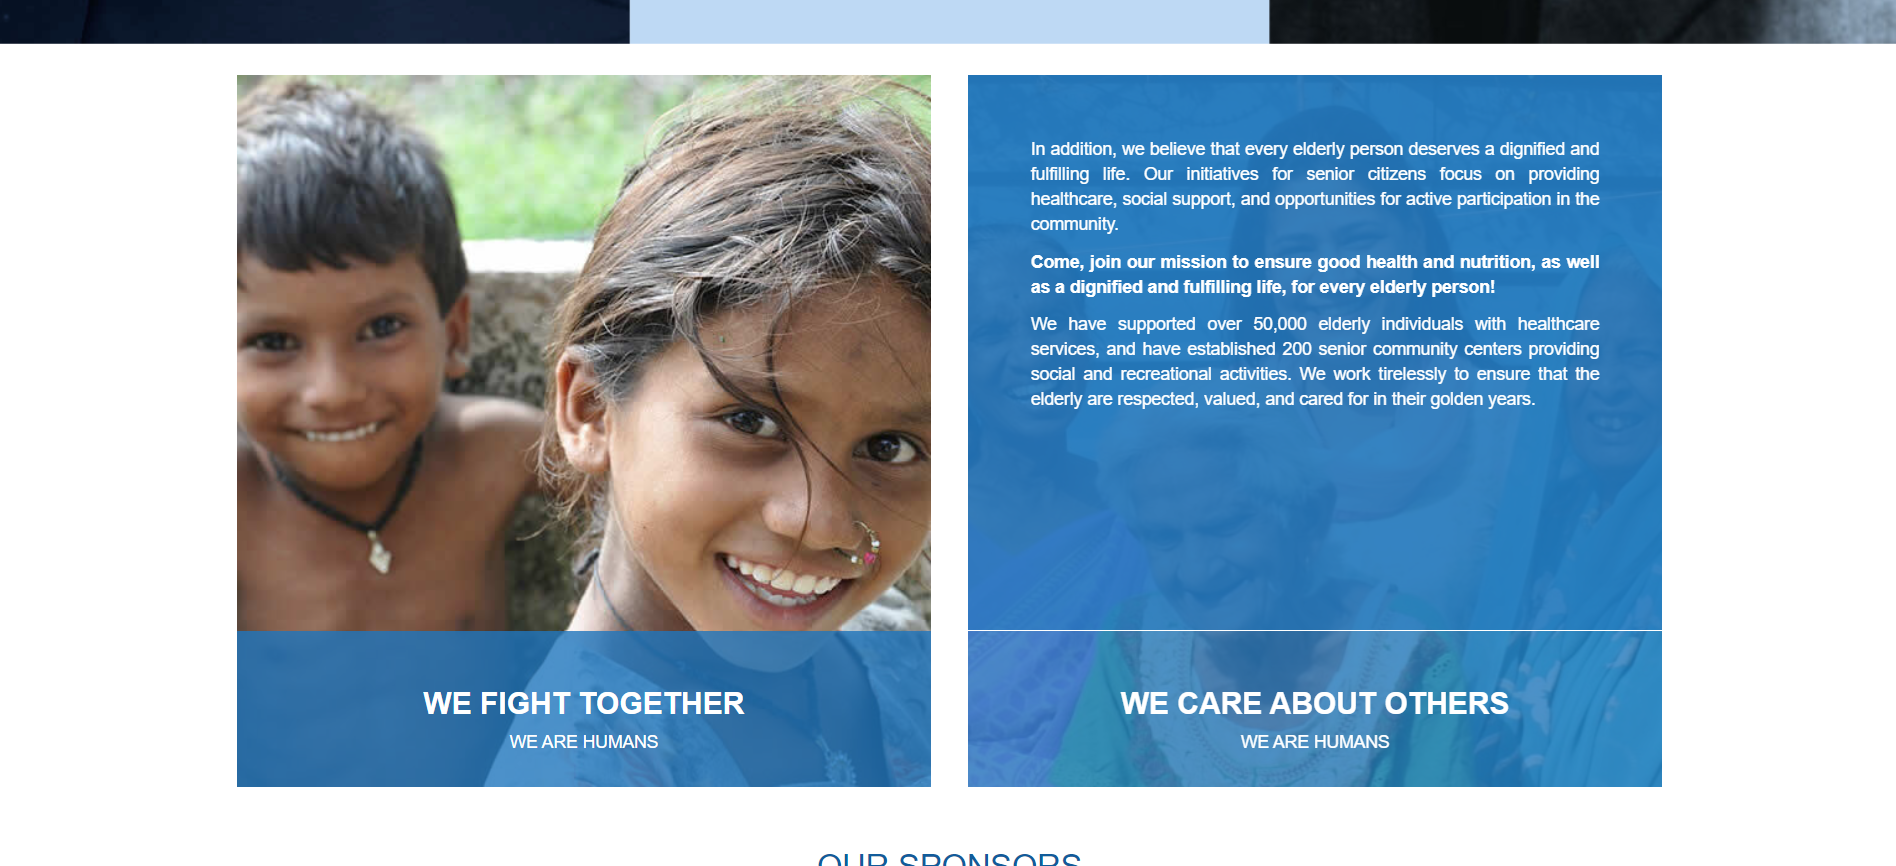 In addition, we believe that every elderly person deserves a dignified and
fulfilling life. Our initiatives for senior citizens focus on providing
healthcare, social support, and opportunities for active participation in the
community.
Come, join our mission to ensure good health and nutrition, as well
as a dignified and fulfilling life, for every elderly person!
We have supported over 50,000 elderly individuals with healthcare
services, and have established 200 senior community centers providing
social and recreational activities. We work tirelessly to ensure that the
elderly are respected, valued, and cared for in their golden years.
WE FIGHT TOGETHER
WE ARE HUMANS
WE CARE ABOUT OTHERS
WE ARE HUMANS
OUR SPONSORS